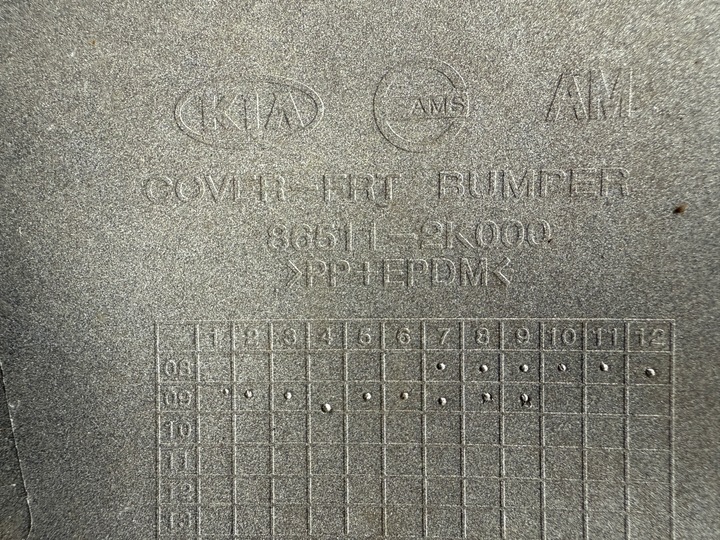 KIA AMS AM
COVER-FRT BUMPER
86511-2K000
>PP+EPDM<
1 2 3 4 5 6 7 8 9 10 11 12
08
09
10
11
12
13